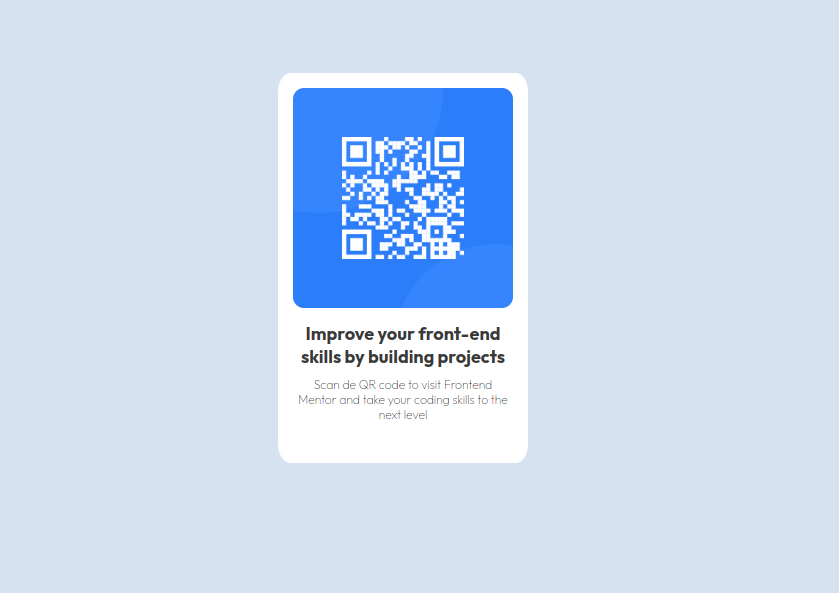 Improve your front-end
skills by building projects
Scan de QR code to visit Frontend
Mentor and take your coding skills to the
next level